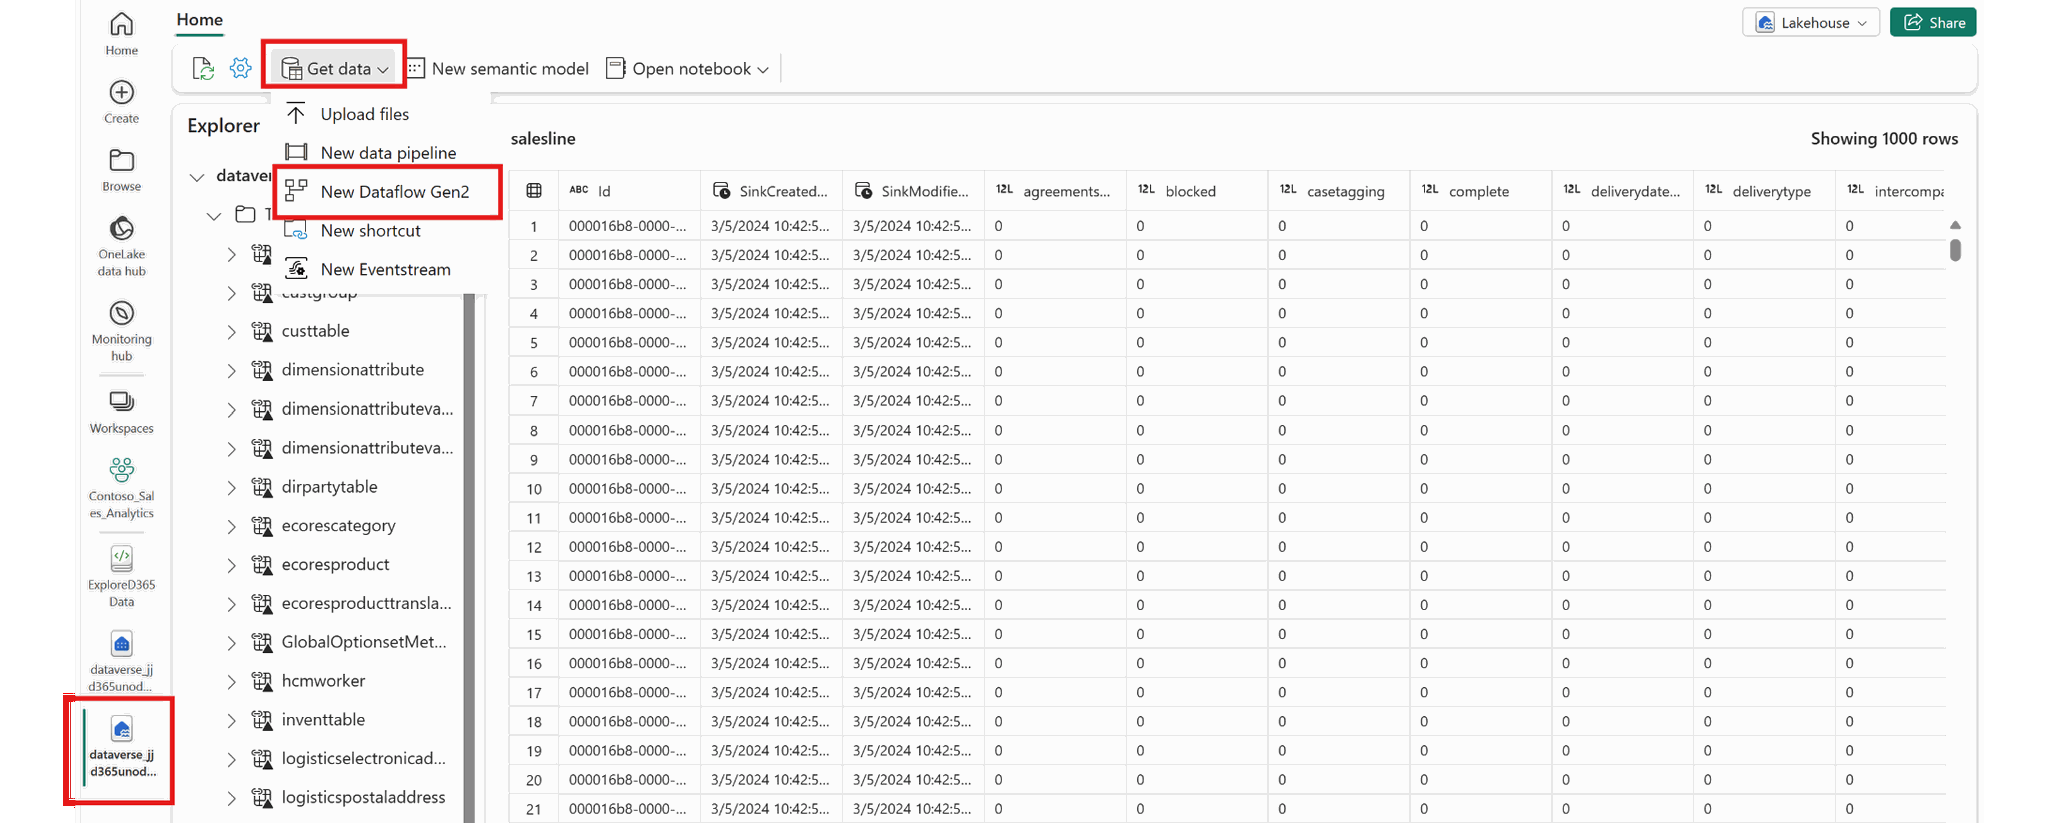 Home
Lakehouse
Share
Get data
New semantic model
Open notebook
Home
Create
Browse
OneLake
data hub
Monitoring
hub
Workspaces
Contoso_Sal
es_Analytics
ExploreD365
Data
dataverse_jj
d365unod...
dataverse_jj
d365unod...
Upload files
New data pipeline
New Dataflow Gen2
New shortcut
New Eventstream
Explorer
custgroup
custtable
dimensionattribute
dimensionattributeva...
dimensionattributeva...
dirpartytable
ecorescategory
ecoresproduct
ecoresproducttransla...
GlobalOptionsetMet...
hcmworker
inventtable
logisticselectronicad...
logisticspostaladdress
salesline
Showing 1000 rows
ABC Id 12L SinkCreated... SinkModifie... 12L agreements... 12L blocked 12L casetagging 12L complete 12L deliverydate... 12L deliverytype 12L
1 000016b8-0000-... 3/5/2024 10:42:5... 3/5/2024 10:42:5... 0 0 0 0 0 0 0
2 000016b8-0000-... 3/5/2024 10:42:5... 3/5/2024 10:42:5... 0 0 0 0 0 0 0
3 000016b8-0000-... 3/5/2024 10:42:5... 3/5/2024 10:42:5... 0 0 0 0 0 0 0
4 000016b8-0000-... 3/5/2024 10:42:5... 3/5/2024 10:42:5... 0 0 0 0 0 0 0
5 000016b8-0000-... 3/5/2024 10:42:5... 3/5/2024 10:42:5... 0 0 0 0 0 0 0
6 000016b8-0000-... 3/5/2024 10:42:5... 3/5/2024 10:42:5... 0 0 0 0 0 0 0
7 000016b8-0000-... 3/5/2024 10:42:5... 3/5/2024 10:42:5... 0 0 0 0 0 0 0
8 000016b8-0000-... 3/5/2024 10:42:5... 3/5/2024 10:42:5... 0 0 0 0 0 0 0
9 000016b8-0000-... 3/5/2024 10:42:5... 3/5/2024 10:42:5... 0 0 0 0 0 0 0
10 000016b8-0000-... 3/5/2024 10:42:5... 3/5/2024 10:42:5... 0 0 0 0 0 0 0
11 000016b8-0000-... 3/5/2024 10:42:5... 3/5/2024 10:42:5... 0 0 0 0 0 0 0
12 000016b8-0000-... 3/5/2024 10:42:5... 3/5/2024 10:42:5... 0 0 0 0 0 0 0
13 000016b8-0000-... 3/5/2024 10:42:5... 3/5/2024 10:42:5... 0 0 0 0 0 0 0
14 000016b8-0000-... 3/5/2024 10:42:5... 3/5/2024 10:42:5... 0 0 0 0 0 0 0
15 000016b8-0000-... 3/5/2024 10:42:5... 3/5/2024 10:42:5... 0 0 0 0 0 0 0
16 000016b8-0000-... 3/5/2024 10:42:5... 3/5/2024 10:42:5... 0 0 0 0 0 0 0
17 000016b8-0000-... 3/5/2024 10:42:5... 3/5/2024 10:42:5... 0 0 0 0 0 0 0
18 000016b8-0000-... 3/5/2024 10:42:5... 3/5/2024 10:42:5... 0 0 0 0 0 0 0
19 000016b8-0000-... 3/5/2024 10:42:5... 3/5/2024 10:42:5... 0 0 0 0 0 0 0
20 000016b8-0000-... 3/5/2024 10:42:5... 3/5/2024 10:42:5... 0 0 0 0 0 0 0
21 000016b8-0000-... 3/5/2024 10:42:5... 3/5/2024 10:42:5... 0 0 0 0 0 0 0